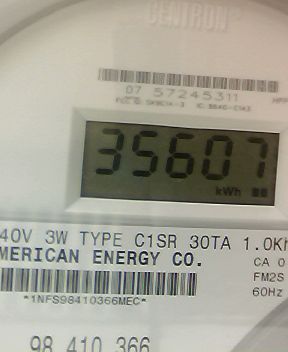 CENTRON®
07 57245311
35607
kWh
40V 3W TYPE C1SR 30TA 1.0Kh
MERICAN ENERGY CO.
CA 0
FM2S
60Hz
*1NFS98410366MEC*
98 410 366